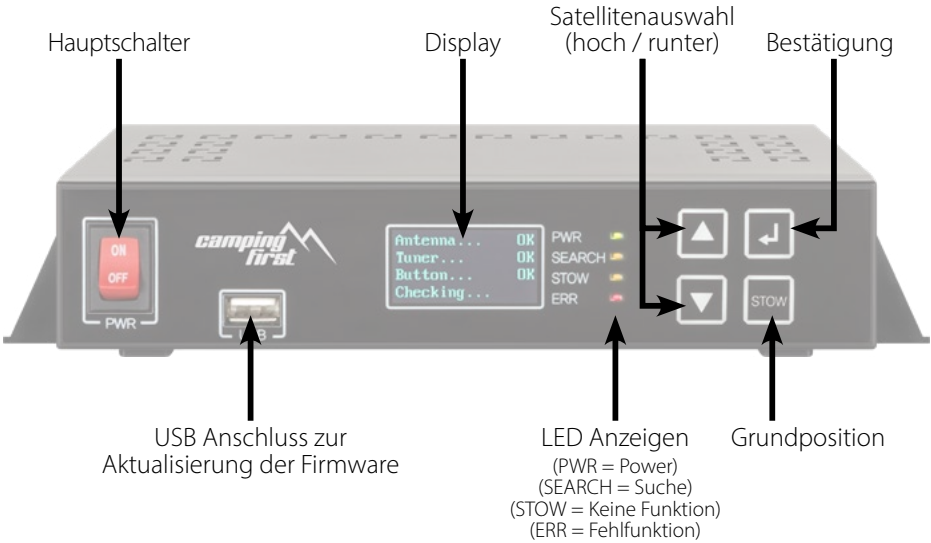 Satellitenauswahl
Hauptschalter Display (hoch / runter) Bestätigung
ON
OFF
PWR
camping
first
USB
Antenna... OK
Tuner... OK
Button... OK
Checking...
PWR
SEARCH
STOW
ERR
STOW
USB Anschluss zur
Aktualisierung der Firmware
LED Anzeigen
(PWR = Power)
(SEARCH = Suche)
(STOW = Keine Funktion)
(ERR = Fehlfunktion)
Grundposition